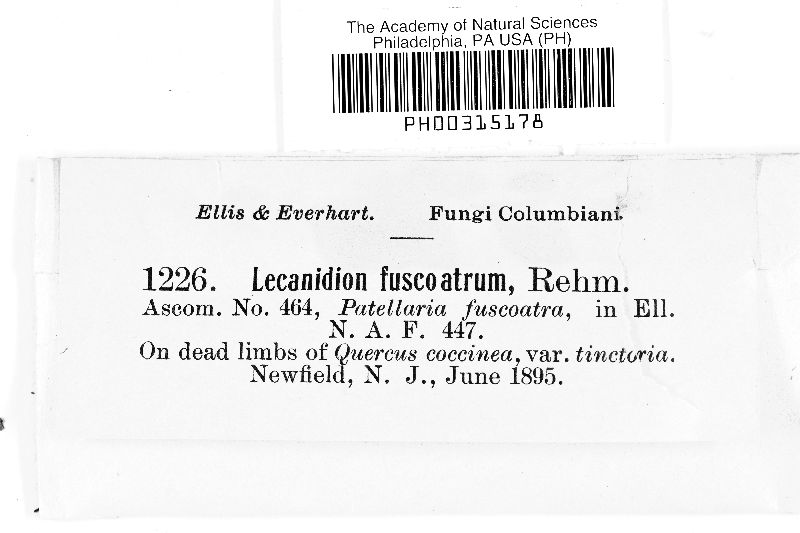 The Academy of Natural Sciences
Philadelphia, PA USA (PH)
PH00315178
Ellis & Everhart. Fungi Columbiani.
1226. Lecanidion fuscoatrum, Rehm.
Ascom. No. 464, Patellaria fuscoatra, in Ell.
N. A. F. 447.
On dead limbs of Quercus coccinea, var. tinctoria.
Newfield, N. J., June 1895.